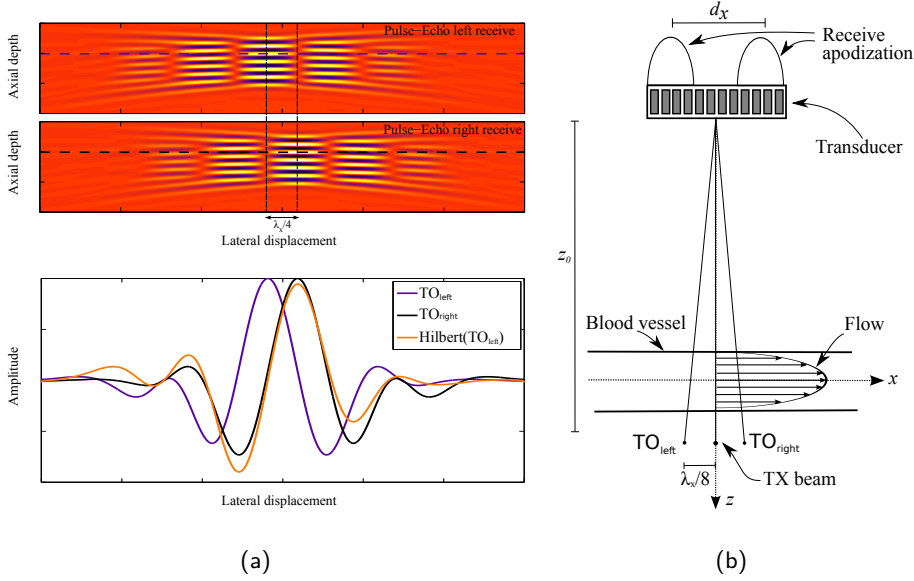 Pulse−Echo left receive
Axial depth
Pulse−Echo right receive
Axial depth
λx/4
Lateral displacement
TOleft
TOright
Hilbert(TOleft)
Amplitude
Lateral displacement
(a)
dx
Receive
apodization
Transducer
z0
Blood vessel
Flow
x
TOleft
TOright
λx/8
TX beam
z
(b)